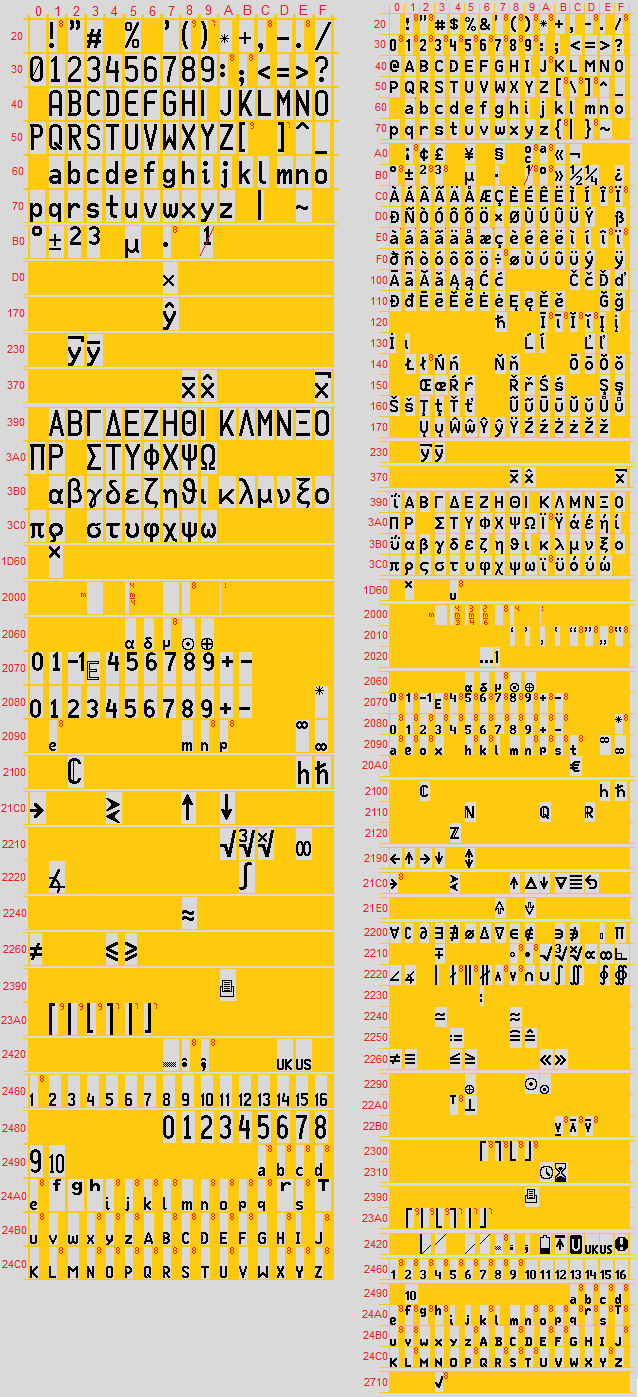 0 1 2 3 4 5 6 7 8 9 A B C D E F
20 ! " # % ' ( ) * + , - . /
30 0 1 2 3 4 5 6 7 8 9 : ; < = > ?
40 A B C D E F G H I J K L M N O
50 P Q R S T U V W X Y Z [ ] ^ _
60 a b c d e f g h i j k l m n o
70 p q r s t u v w x y z | ~
B0 ° ± 2 3 µ · 1
D0 ×
170 ŷ
230 ȳ ȳ
370 x̄ x̂ x̄
390 Α Β Γ Δ Ε Ζ Η Θ Ι Κ Λ Μ Ν Ξ Ο
3A0 Π Ρ Σ Τ Υ Φ Χ Ψ Ω
3B0 α β γ δ ε ζ η ϑ ι κ λ μ ν ξ ο
3C0 π ρ σ τ υ φ χ ψ ω
1D60 ×
2000
2060 α δ μ ⊙ ⊕
2070 0 1 -1 E 4 5 6 7 8 9 + -
2080 0 1 2 3 4 5 6 7 8 9 + - *
2090 e m n p ∞ ∞
2100 ℂ h ħ
21C0 → ↑ ↓
2210 √ ∛ ˣ√ ∞
2220 ∡ ∫
2240 ≈
2260 ≠ ≤ ≥
2390
23A0 ⎡ ⎢ ⎣ ⎤ ⎥ ⎦
2420 UK US
2460 1 2 3 4 5 6 7 8 9 10 11 12 13 14 15 16
2480 0 1 2 3 4 5 6 7 8
2490 9 10 a b c d
24A0 e f g h i j k l m n o p q r s T
24B0 u v w x y z A B C D E F G H I J
24C0 K L M N O P Q R S T U V W X Y Z
0 1 2 3 4 5 6 7 8 9 A B C D E F
20 ! " # $ % & ' ( ) * + , - . /
30 0 1 2 3 4 5 6 7 8 9 : ; < = > ?
40 @ A B C D E F G H I J K L M N O
50 P Q R S T U V W X Y Z [ \ ] ^ _
60 a b c d e f g h i j k l m n o
70 p q r s t u v w x y z { | } ~
A0 ¡ ¢ £ ¥ § ª « ¬
B0 ° ± 2 3 µ · 1 º » ½ ¼ ¿
C0 À Á Â Ã Ä Å Æ Ç È É Ê Ë Ì Í Î Ï
D0 Ð Ñ Ò Ó Ô Õ Ö × Ø Ù Ú Û Ü Ý ß
E0 à á â ã ä å æ ç è é ê ë ì í î ï
F0 ð ñ ò ó ô õ ö ÷ ø ù ú û ü ý ÿ
100 Ā ā Ă ă Ą ą Ć ć Č č Ď ď
110 Đ đ Ē ē Ĕ ĕ Ė ė Ę ę Ě ě Ğ ğ
120 ħ Ī ī Ĭ ĭ Į į
130 İ ı Ĺ ĺ Ľ ľ
140 Ł ł Ń ń Ň ň Ō ō Ŏ ŏ
150 Œ œ Ŕ ŕ Ř ř Ś ś Ş ş
160 Š š Ţ ţ Ť ť Ũ ũ Ū ū Ŭ ŭ Ů ů
170 Ų ų Ŵ ŵ Ŷ ŷ Ÿ Ź ź Ż ż Ž ž
230 ȳ ȳ
370 x̄ x̂ x̄
390 ΐ Α Β Γ Δ Ε Ζ Η Θ Ι Κ Λ Μ Ν Ξ Ο
3A0 Π Ρ Σ Τ Υ Φ Χ Ψ Ω Ϊ Ϋ ά έ ή ί
3B0 ΰ α β γ δ ε ζ η ϑ ι κ λ μ ν ξ ο
3C0 π ρ ς σ τ υ φ χ ψ ω ϊ ϋ ό ύ ώ
1D60 × u
2000
2010 ‘ ’ ‚ “ ” „
2020 …
2060 α δ μ ⊙ ⊕
2070 0 1 -1 E 4 5 6 7 8 9 + -
2080 0 1 2 3 4 5 6 7 8 9 + - *
2090 a e o x h k l m n p s t ∞ ∞
20A0 €
2100 ℂ h ħ
2110 ℕ ℚ ℝ
2120 ℤ
2190 ← ↑ → ↓
21C0 → ↑ △ ↓ ▽ ☰
21E0 ⇧ ⇩
2200 ∀ ∁ ∂ ∃ ∄ ∅ ∆ ∇ ∈ ∉ ∋ ∌ ∏
2210 ∓ ∘ ∙ √ ∛ ˣ√ ∝ ∞ ∟
2220 ∠ ∡ ∣ ∤ ∥ ∦ ∧ ∨ ∩ ∪ ∫ ∮ ∯
2230 :
2240 ≈ ≈
2250 ≔ ≘ ≙
2260 ≠ ≡ ≤ ≥ « »
2290 ⊕ ⊙ ⊙
22A0 ⊤ ⊥
22B0 ⊻ ⊼ ⊽
2300 ⎡ ⎤ ⎣ ⎦
2310
2390
23A0 ⎡ ⎢ ⎣ ⎤ ⎥ ⎦
2420 U UK US
2460 1 2 3 4 5 6 7 8 9 10 11 12 13 14 15 16
2490 10 a b c d
24A0 e f g h i j k l m n o p q r s T
24B0 u v w x y z A B C D E F G H I J
24C0 K L M N O P Q R S T U V W X Y Z
2710 ✓